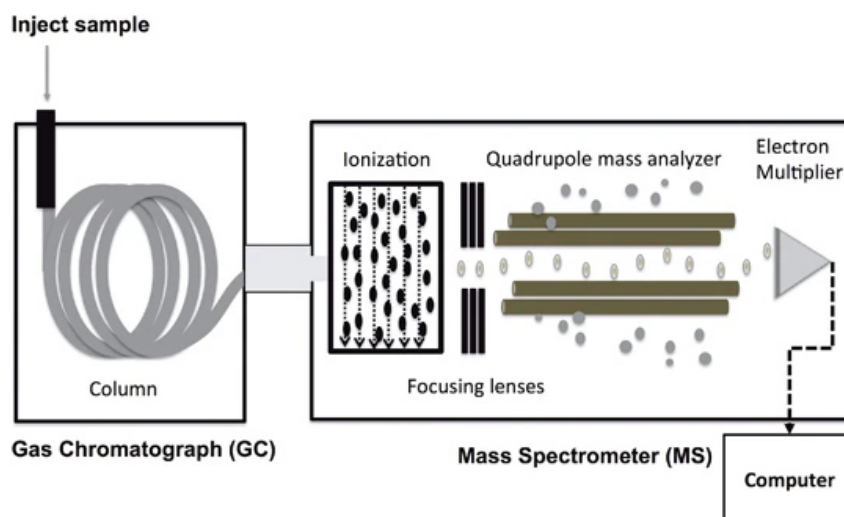 Inject sample
Ionization
Quadrupole mass analyzer
Electron
Multiplier
Column
Focusing lenses
Gas Chromatograph (GC)
Mass Spectrometer (MS)
Computer